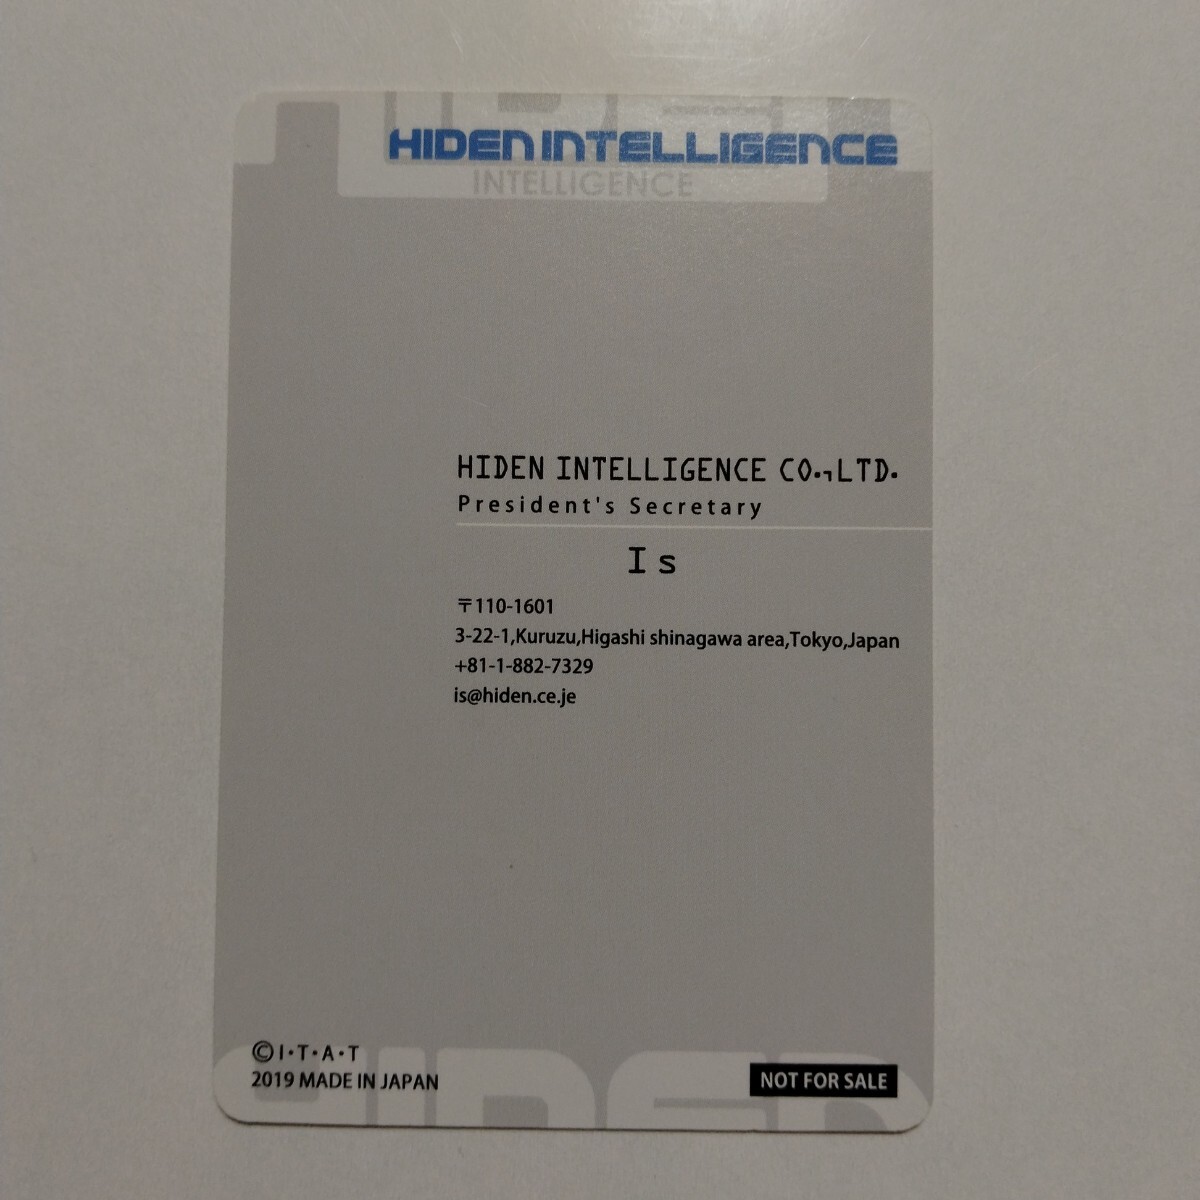 HIDEN INTELLIGENCE
INTELLIGENCE
HIDEN INTELLIGENCE CO.,LTD.
President's Secretary
Is
〒110-1601
3-22-1,Kuruzu,Higashi shinagawa area,Tokyo,Japan
+81-1-882-7329
is@hiden.ce.je
©I・T・A・T
2019 MADE IN JAPAN
NOT FOR SALE
HIDEN